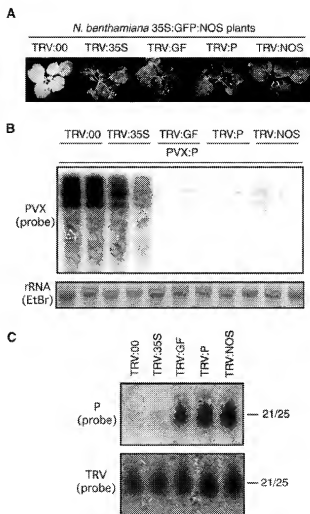 A
N. benthamiana 35S:GFP:NOS plants
TRV:00 TRV:35S TRV:GF TRV:P TRV:NOS
B
TRV:00 TRV:35S TRV:GF TRV:P TRV:NOS
PVX:P
PVX
(probe)
rRNA
(EtBr)
C
TRV:00 TRV:35S TRV:GF TRV:P TRV:NOS
P
(probe)
21/25
TRV
(probe)
21/25